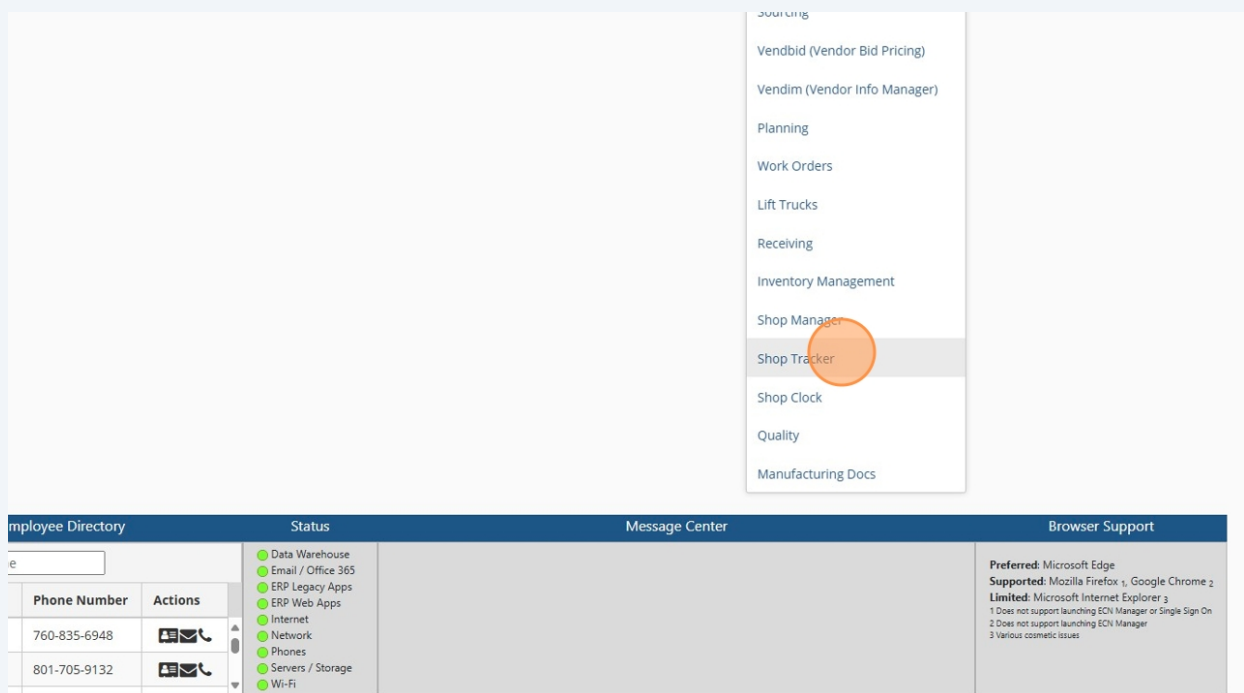 Sourcing
Vendbid (Vendor Bid Pricing)
Vendim (Vendor Info Manager)
Planning
Work Orders
Lift Trucks
Receiving
Inventory Management
Shop Manager
Shop Tracker
Shop Clock
Quality
Manufacturing Docs
mployee Directory
e
Phone Number Actions
760-835-6948
801-705-9132
Status
Data Warehouse
Email / Office 365
ERP Legacy Apps
ERP Web Apps
Internet
Network
Phones
Servers / Storage
Wi-Fi
Message Center
Browser Support
Preferred: Microsoft Edge
Supported: Mozilla Firefox 1, Google Chrome 2
Limited: Microsoft Internet Explorer 3
1 Does not support launching ECN Manager or Single Sign On
2 Does not support launching ECN Manager
3 Various cosmetic issues